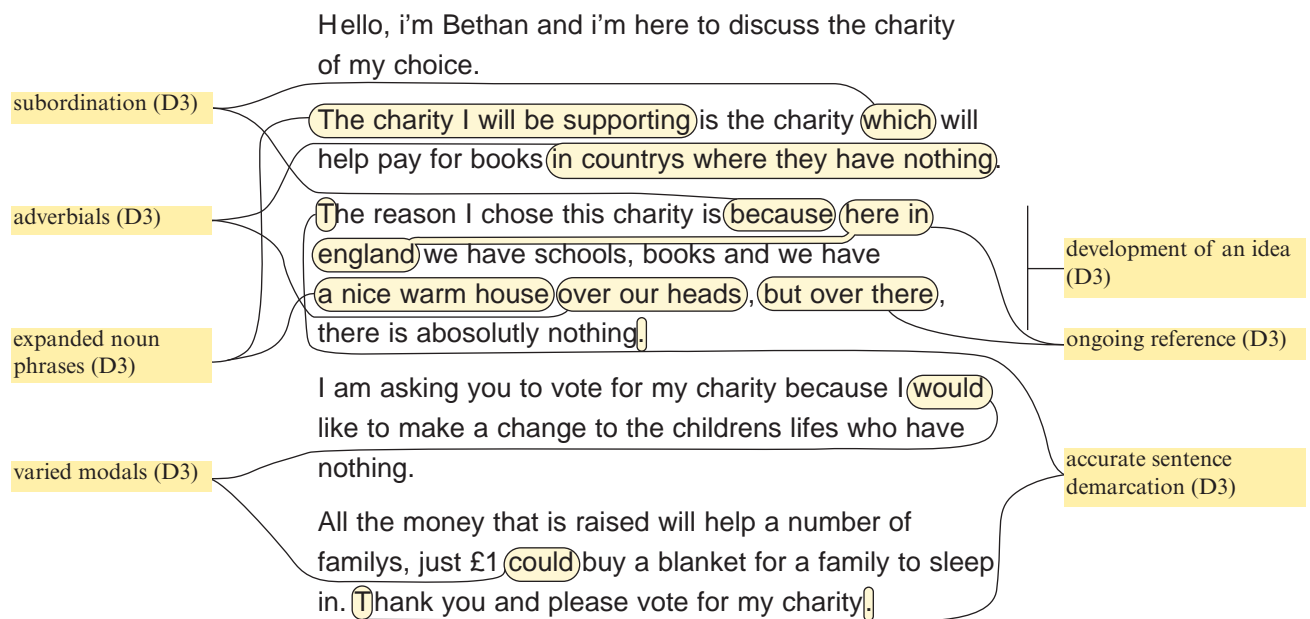 Hello, i'm Bethan and i'm here to discuss the charity
of my choice.
subordination (D3)
The charity I will be supporting is the charity which will
help pay for books in countrys where they have nothing.
adverbials (D3)
The reason I chose this charity is because here in
england we have schools, books and we have
a nice warm house over our heads, but over there,
there is abosolutly nothing.
development of an idea
(D3)
expanded noun
phrases (D3)
ongoing reference (D3)
I am asking you to vote for my charity because I would
like to make a change to the childrens lifes who have
nothing.
varied modals (D3)
accurate sentence
demarcation (D3)
All the money that is raised will help a number of
familys, just £1 could buy a blanket for a family to sleep
in. Thank you and please vote for my charity.